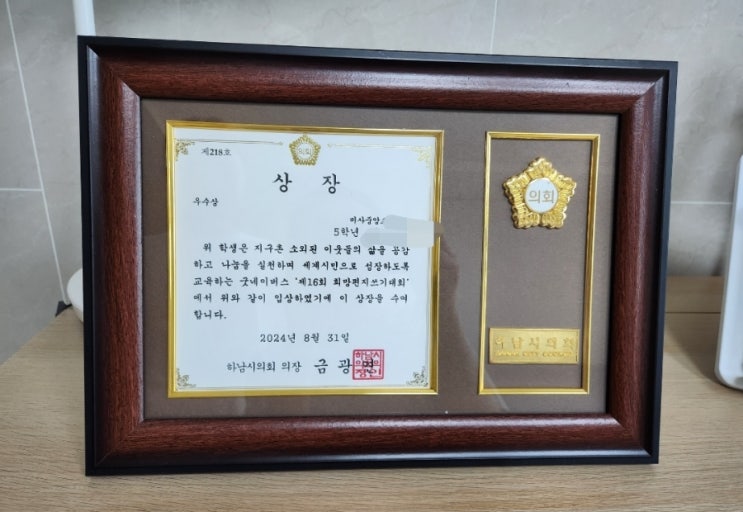 제218호
의회
상 장
우수상
미사중앙초
5학년
위 학생은 지구촌 소외된 이웃들의 삶을 공감
하고 나눔을 실천하며 세계시민으로 성장하도록
교육하는 굿네이버스 '제16회 희망편지쓰기대회'
에서 위와 같이 입상하였기에 이 상장을 수여
합니다.
2024년 8월 31일
하남시의회 의장 금 광
의회
하남시의회
HANAM CITY COUNCIL